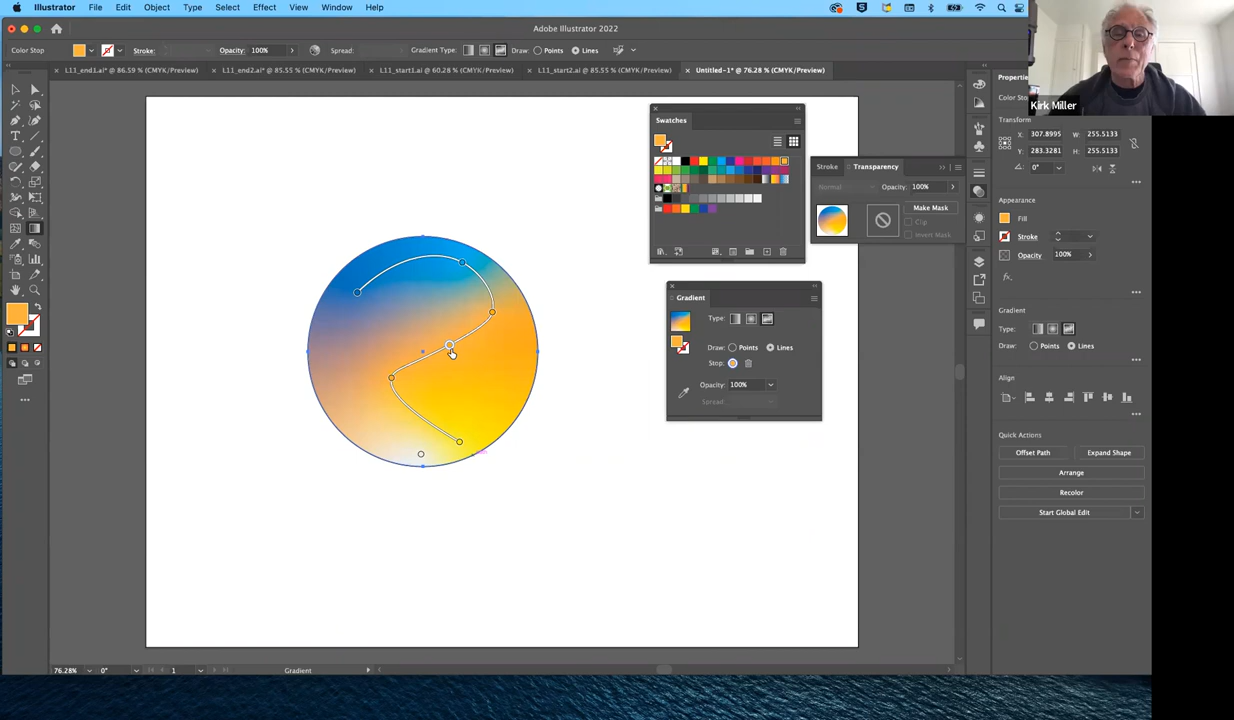 Illustrator File Edit Object Type Select Effect View Window Help
Adobe Illustrator 2022
Color Stop Stroke: Opacity: 100% Spread: Gradient Type: Draw: Points Lines
L11_end1.ai* @ 86.59 % (CMYK/Preview) L11_end2.ai* @ 85.55 % (CMYK/Preview) L11_start1.ai @ 60.28 % (CMYK/Preview) L11_start2.ai @ 85.55 % (CMYK/Preview) Untitled-1* @ 76.28 % (CMYK/Preview)
Kirk Miller
Properties
Color Sto
Transform
X: 307.8995 W: 255.5133
Y: 283.3281 H: 255.5133
0°
Appearance
Fill
Stroke
Opacity 100%
fx.
Gradient
Type:
Draw: Points Lines
Align
Quick Actions
Offset Path Expand Shape
Arrange
Recolor
Start Global Edit
Swatches
Stroke Transparency
Normal Opacity: 100%
Make Mask
Clip
Invert Mask
Gradient
Type:
Draw: Points Lines
Stop:
Opacity: 100%
Spread:
76.28% 0° 1 Gradient